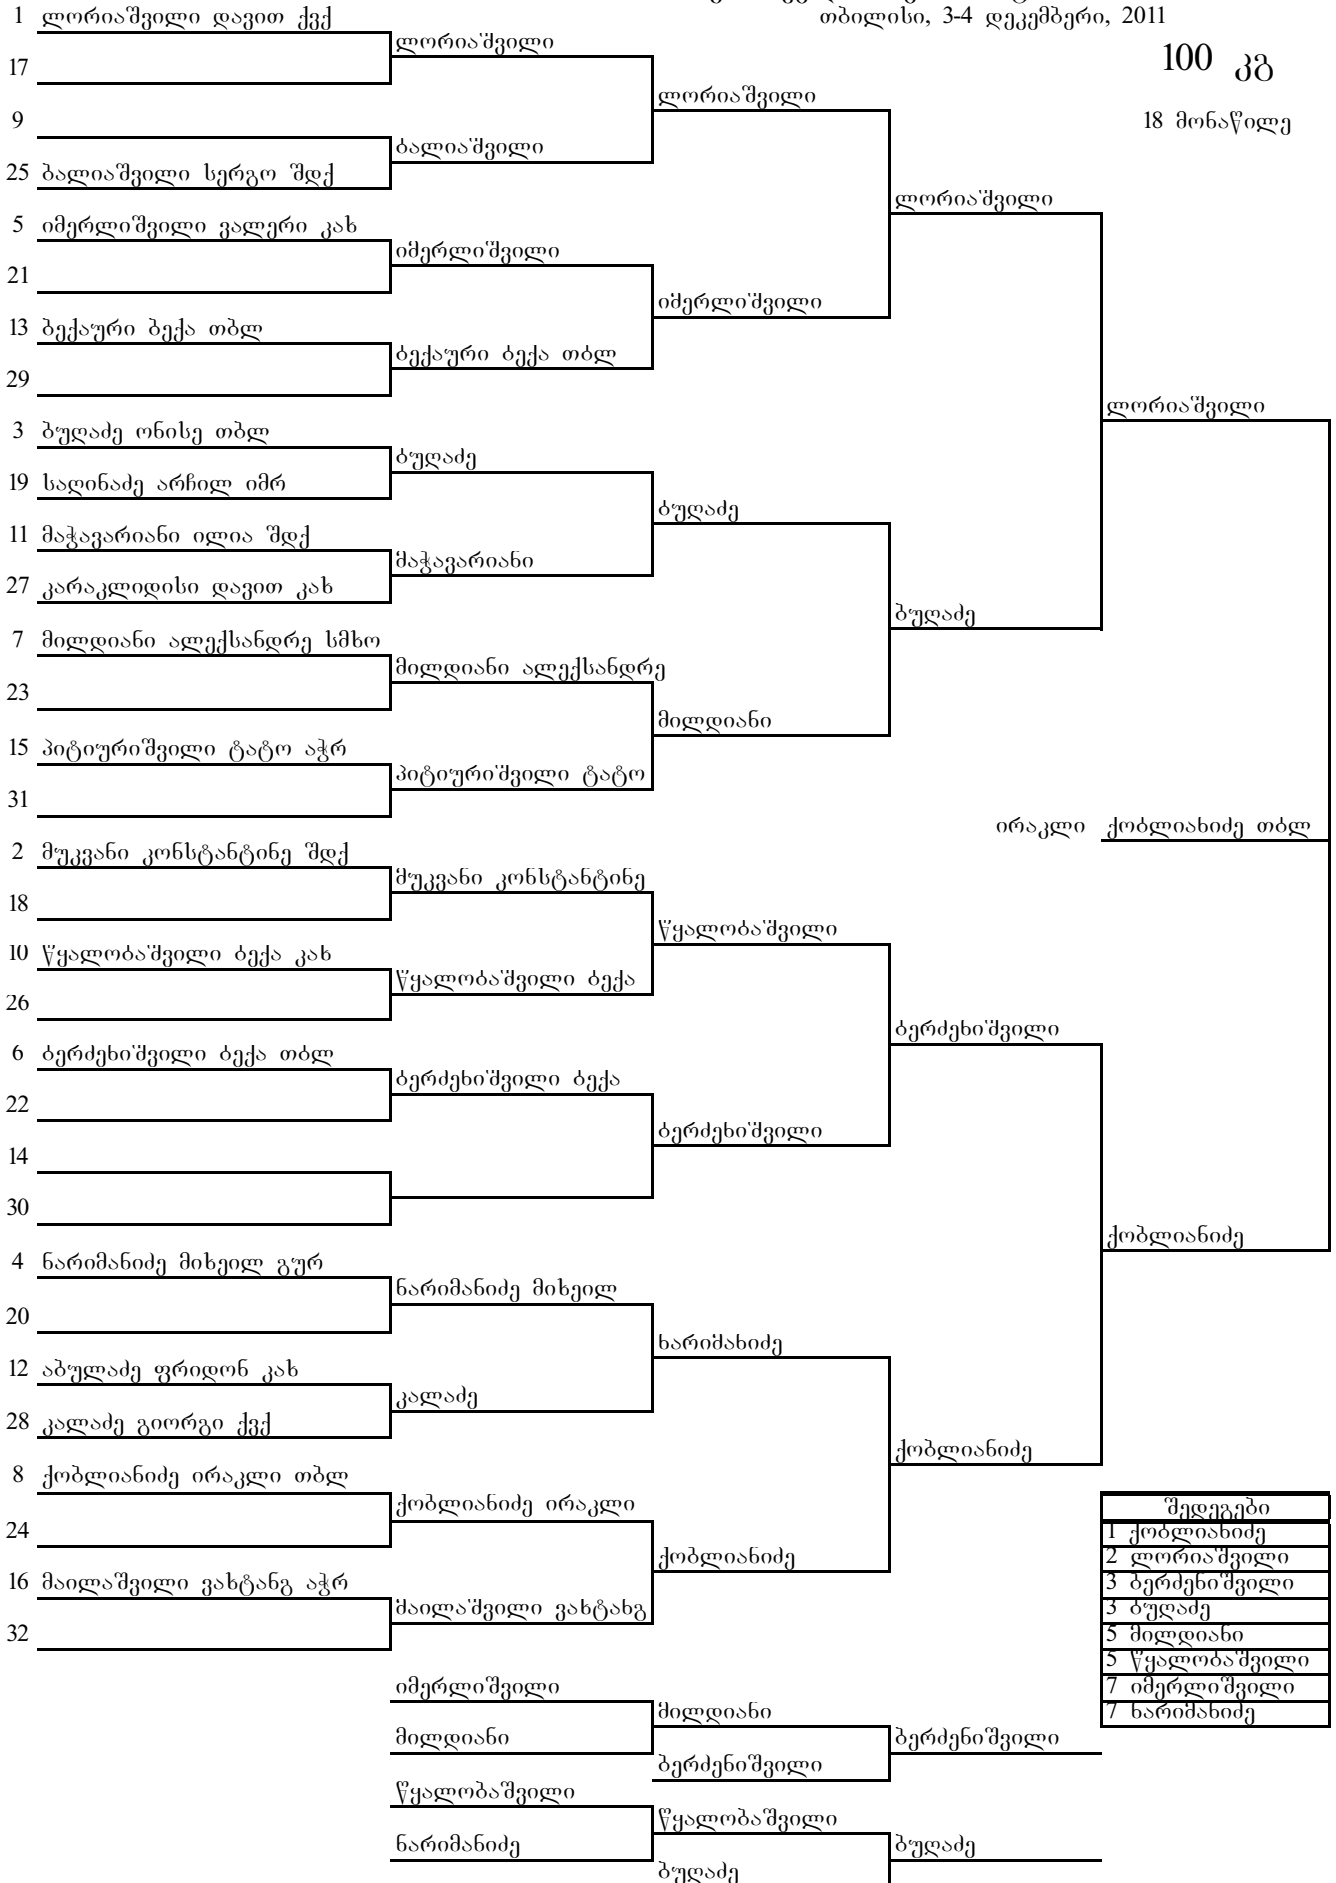 თბილისი, 3-4 დეკემბერი, 2011
100 კგ
18 მონაწილე
1 ლორიაშვილი დავით ქვქ
17
ლორიაშვილი
9
25 ბალიაშვილი სერგო შდქ
ბალიაშვილი
ლორიაშვილი
5 იმერლიშვილი ვალერი კახ
21
იმერლიშვილი
13 ბექაური ბექა თბლ
29
ბექაური ბექა თბლ
იმერლიშვილი
ლორიაშვილი
3 ბუღაძე ონისე თბლ
19 საღინაძე არჩილ იმრ
ბუღაძე
11 მაჭავარიანი ილია შდქ
27 კარაკლიდისი დავით კახ
მაჭავარიანი
ბუღაძე
7 მილდიანი ალექსანდრე სმხო
23
მილდიანი ალექსანდრე
15 პიტიურიშვილი ტატო აჭრ
31
პიტიურიშვილი ტატო
მილდიანი
ბუღაძე
ლორიაშვილი
ირაკლი ქობლიანიძე თბლ
2 მუკვანი კონსტანტინე შდქ
18
მუკვანი კონსტანტინე
10 წყალობაშვილი ბექა კახ
26
წყალობაშვილი ბექა
წყალობაშვილი
6 ბერძენიშვილი ბექა თბლ
22
ბერძენიშვილი ბექა
14
30
ბერძენიშვილი
ბერძენიშვილი
4 ნარიმანიძე მიხეილ გურ
20
ნარიმანიძე მიხეილ
12 აბულაძე ფრიდონ კახ
28 კალაძე გიორგი ქვქ
კალაძე
ნარიმანიძე
8 ქობლიანიძე ირაკლი თბლ
24
ქობლიანიძე ირაკლი
16 მაილაშვილი ვახტანგ აჭრ
32
მაილაშვილი ვახტანგ
ქობლიანიძე
ქობლიანიძე
ქობლიანიძე
შედეგები
1 ქობლიანიძე
2 ლორიაშვილი
3 ბერძენიშვილი
3 ბუღაძე
5 მილდიანი
5 წყალობაშვილი
7 იმერლიშვილი
7 ნარიმანიძე
იმერლიშვილი
მილდიანი
მილდიანი
ბერძენიშვილი
ბერძენიშვილი
წყალობაშვილი
ნარიმანიძე
წყალობაშვილი
ბუღაძე
ბუღაძე